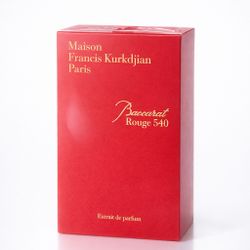 Maison
Francis Kurkdjian
Paris
Baccarat
Rouge 540
Extrait de parfum